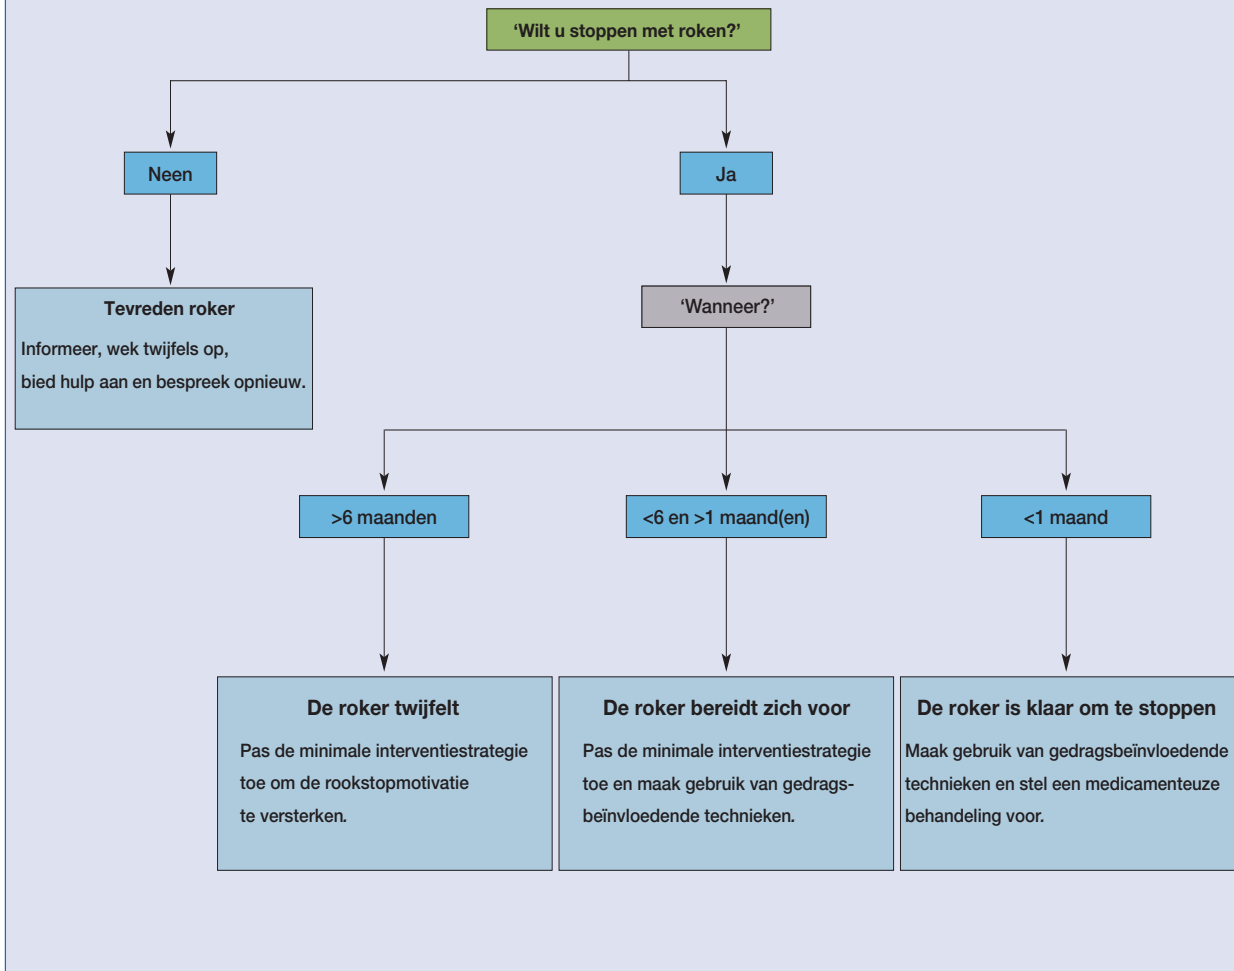 ‘Wilt u stoppen met roken?’
Neen
Ja
Tevreden roker
Informeer, wek twijfels op,
bied hulp aan en bespreek opnieuw.
‘Wanneer?’
>6 maanden
<6 en >1 maand(en)
<1 maand
De roker twijfelt
Pas de minimale interventiestrategie
toe om de rookstopmotivatie
te versterken.
De roker bereidt zich voor
Pas de minimale interventiestrategie
toe en maak gebruik van gedrags-
beïnvloedende technieken.
De roker is klaar om te stoppen
Maak gebruik van gedragsbeïnvloedende
technieken en stel een medicamenteuze
behandeling voor.